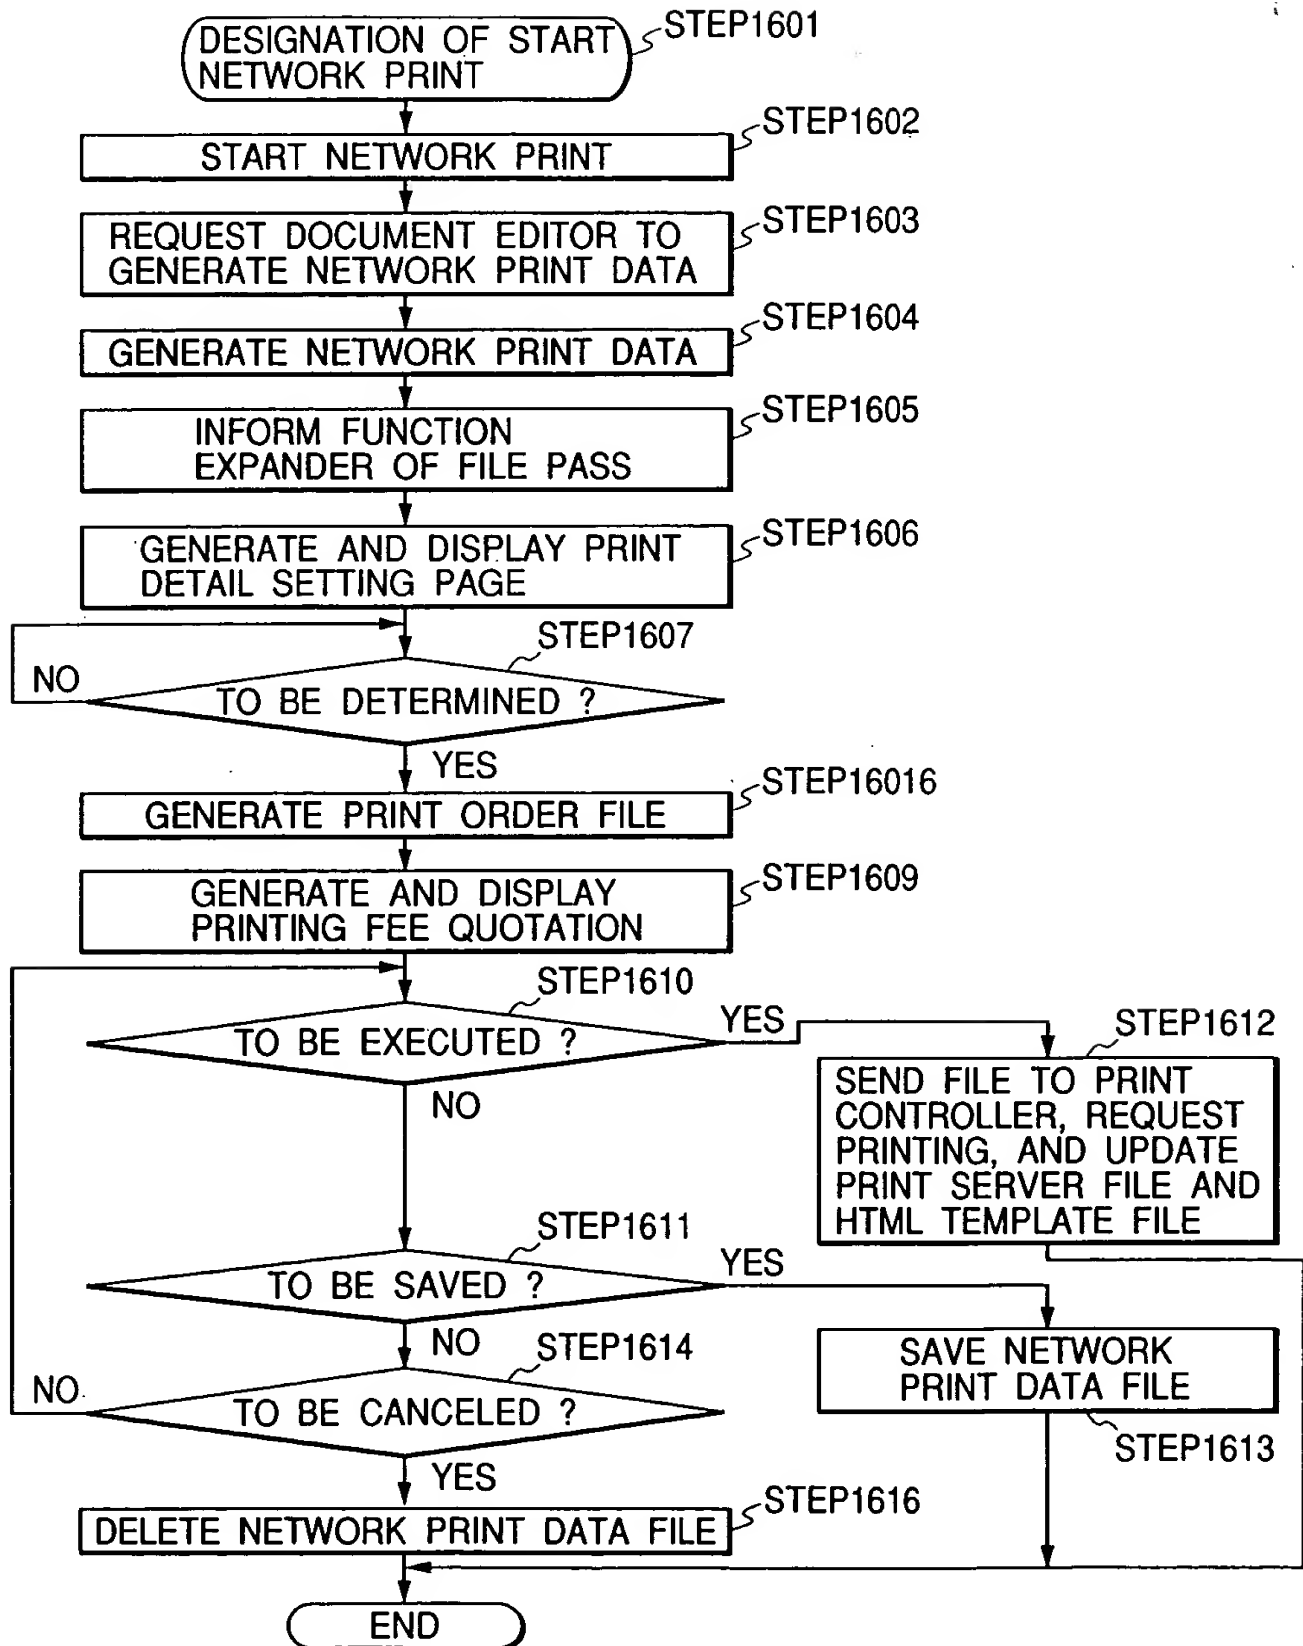 DESIGNATION OF START
NETWORK PRINT
STEP1601
STEP1602
START NETWORK PRINT
STEP1603
REQUEST DOCUMENT EDITOR TO
GENERATE NETWORK PRINT DATA
STEP1604
GENERATE NETWORK PRINT DATA
STEP1605
INFORM FUNCTION
EXPANDER OF FILE PASS
STEP1606
GENERATE AND DISPLAY PRINT
DETAIL SETTING PAGE
STEP1607
NO
TO BE DETERMINED ?
YES
STEP16016
GENERATE PRINT ORDER FILE
STEP1609
GENERATE AND DISPLAY
PRINTING FEE QUOTATION
STEP1610
TO BE EXECUTED ?
YES
NO
STEP1612
SEND FILE TO PRINT
CONTROLLER, REQUEST
PRINTING, AND UPDATE
PRINT SERVER FILE AND
HTML TEMPLATE FILE
STEP1611
TO BE SAVED ?
YES
NO
SAVE NETWORK
PRINT DATA FILE
STEP1613
STEP1614
NO
TO BE CANCELED ?
YES
STEP1616
DELETE NETWORK PRINT DATA FILE
END